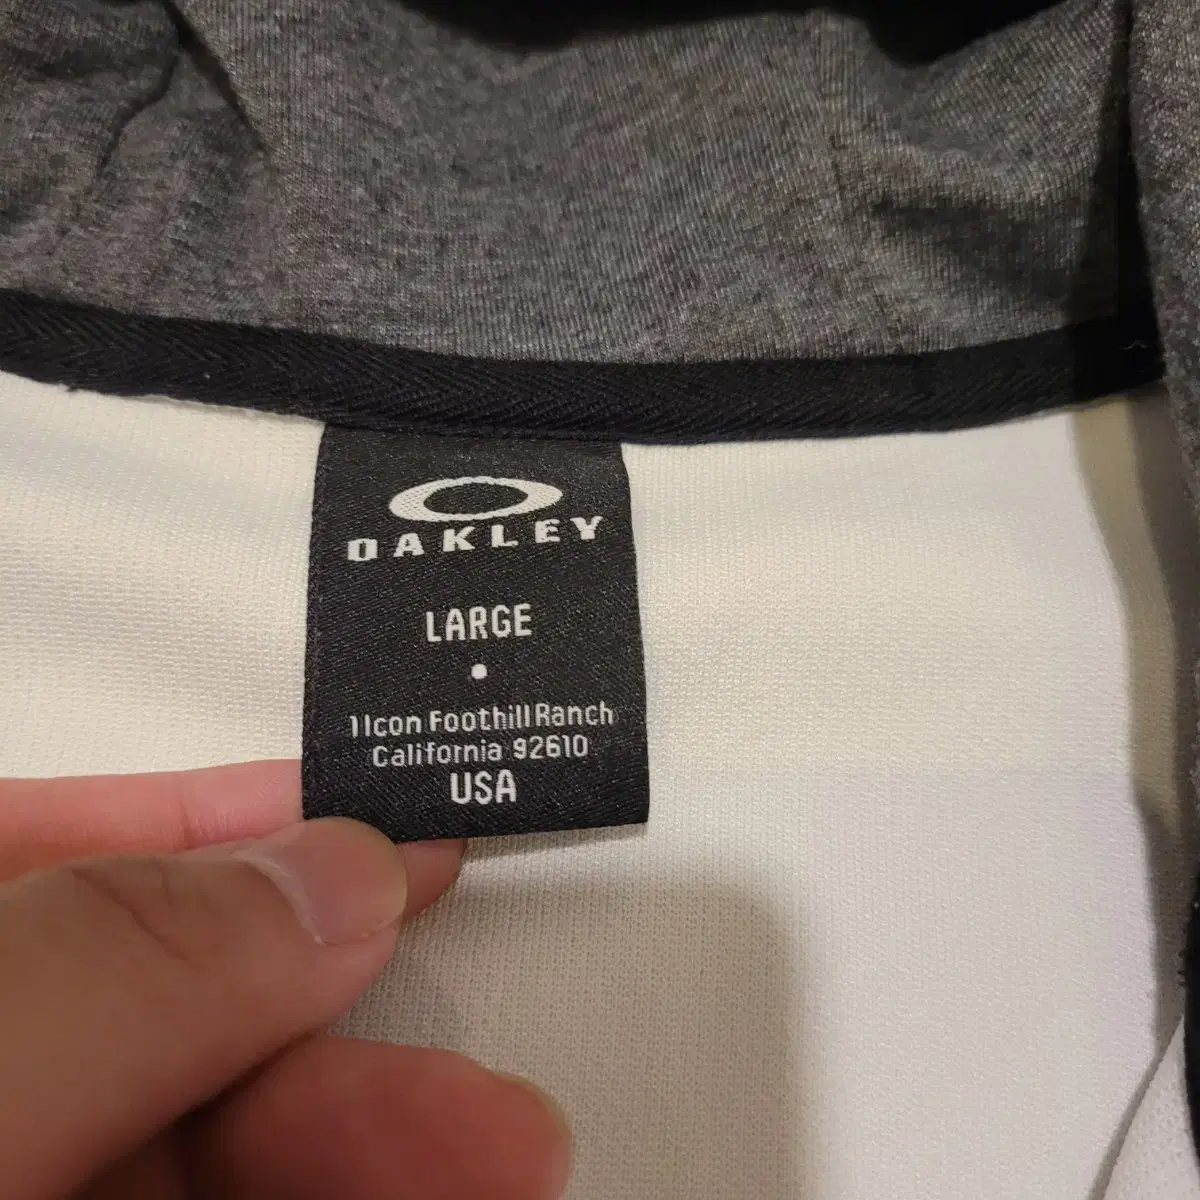 OAKLEY
LARGE
1 Icon Foothill Ranch
California 92610
USA